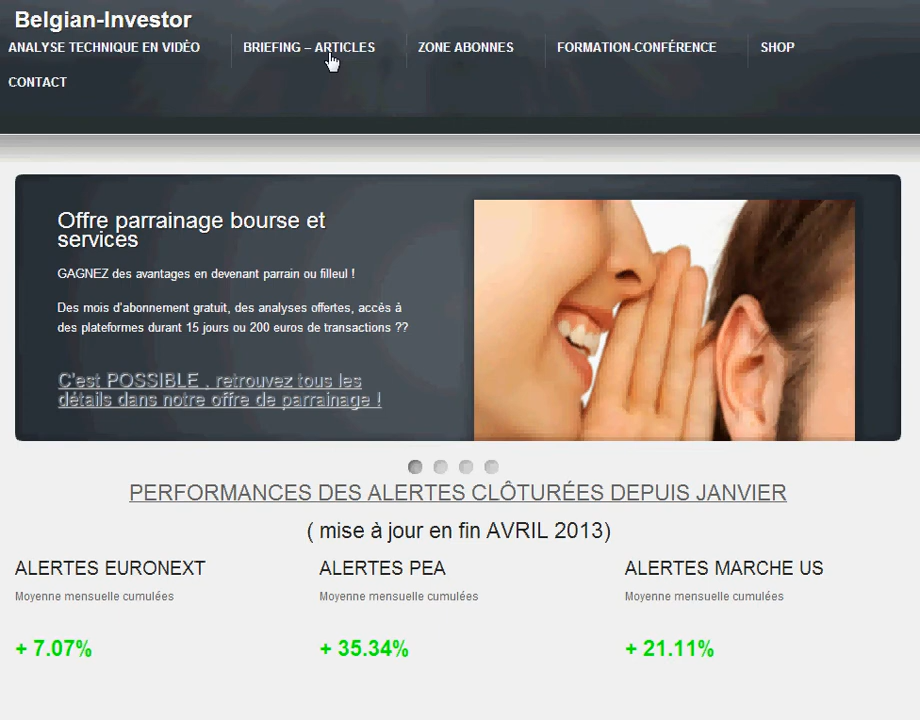 Belgian-Investor
ANALYSE TECHNIQUE EN VIDÉO
BRIEFING – ARTICLES
ZONE ABONNES
FORMATION-CONFÉRENCE
SHOP
CONTACT
Offre parrainage bourse et
services
GAGNEZ des avantages en devenant parrain ou filleul !
Des mois d'abonnement gratuit, des analyses offertes, accès à
des plateformes durant 15 jours ou 200 euros de transactions ??
C'est POSSIBLE , retrouvez tous les
détails dans notre offre de parrainage !
PERFORMANCES DES ALERTES CLÔTURÉES DEPUIS JANVIER
( mise à jour en fin AVRIL 2013)
ALERTES EURONEXT
Moyenne mensuelle cumulées
+ 7.07%
ALERTES PEA
Moyenne mensuelle cumulées
+ 35.34%
ALERTES MARCHE US
Moyenne mensuelle cumulées
+ 21.11%